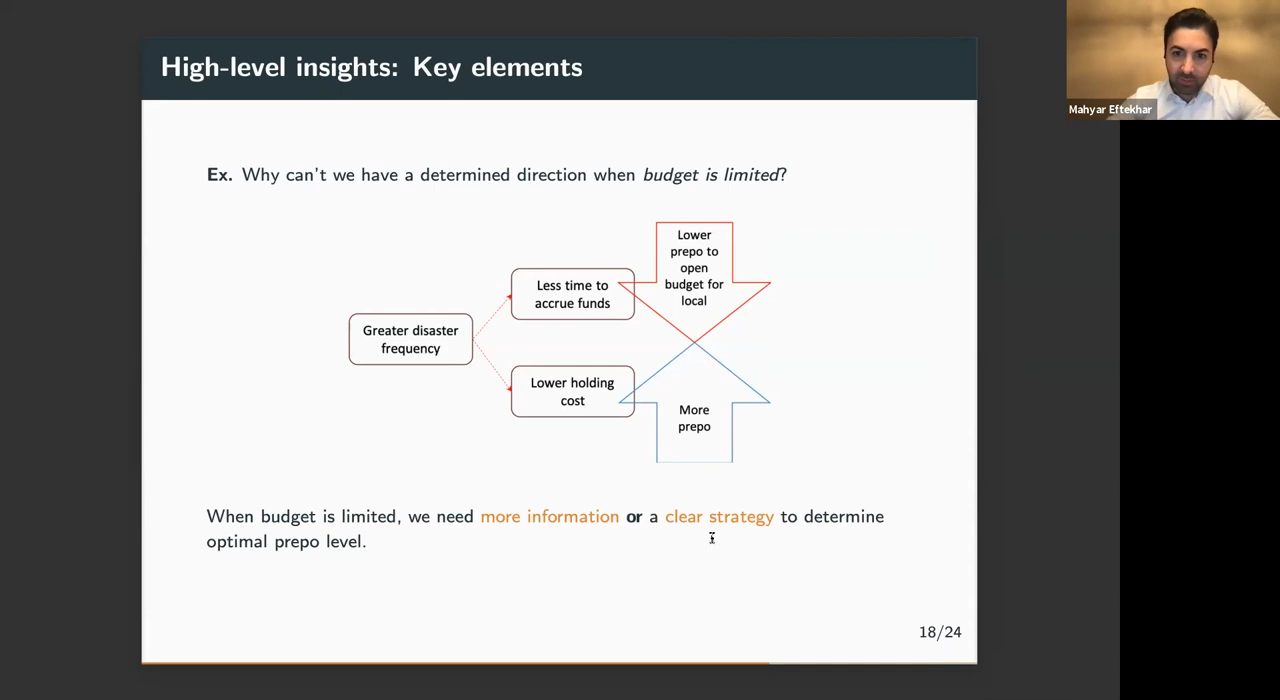 High-level insights: Key elements
Mahyar Eftekhar
Ex. Why can't we have a determined direction when budget is limited?
Lower
prepo to
open
budget for
local
Less time to
accrue funds
Greater disaster
frequency
Lower holding
cost
More
prepo
When budget is limited, we need more information or a clear strategy to determine
optimal prepo level.
18/24